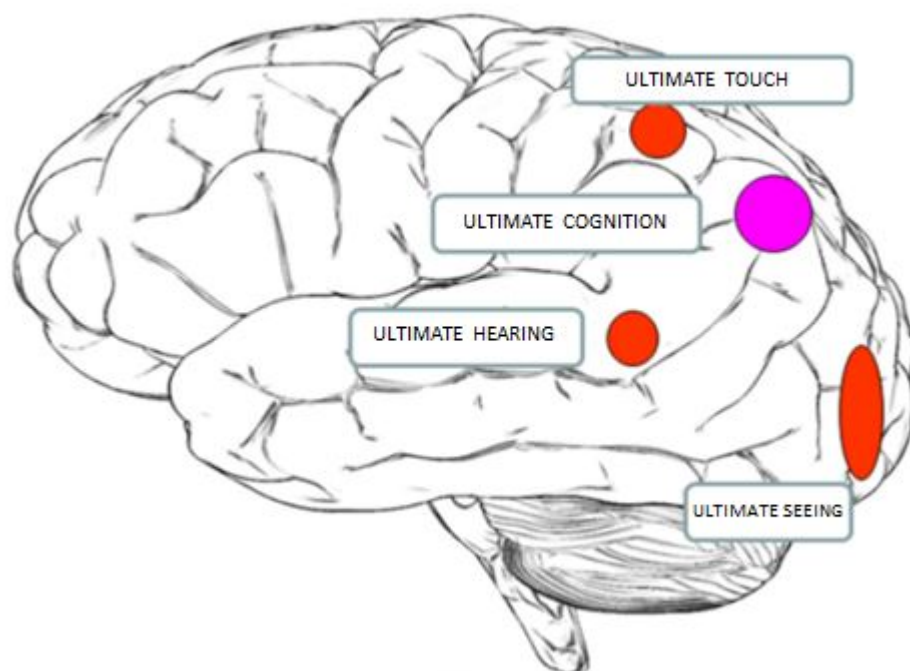 ULTIMATE TOUCH
ULTIMATE COGNITION
ULTIMATE HEARING
ULTIMATE SEEING